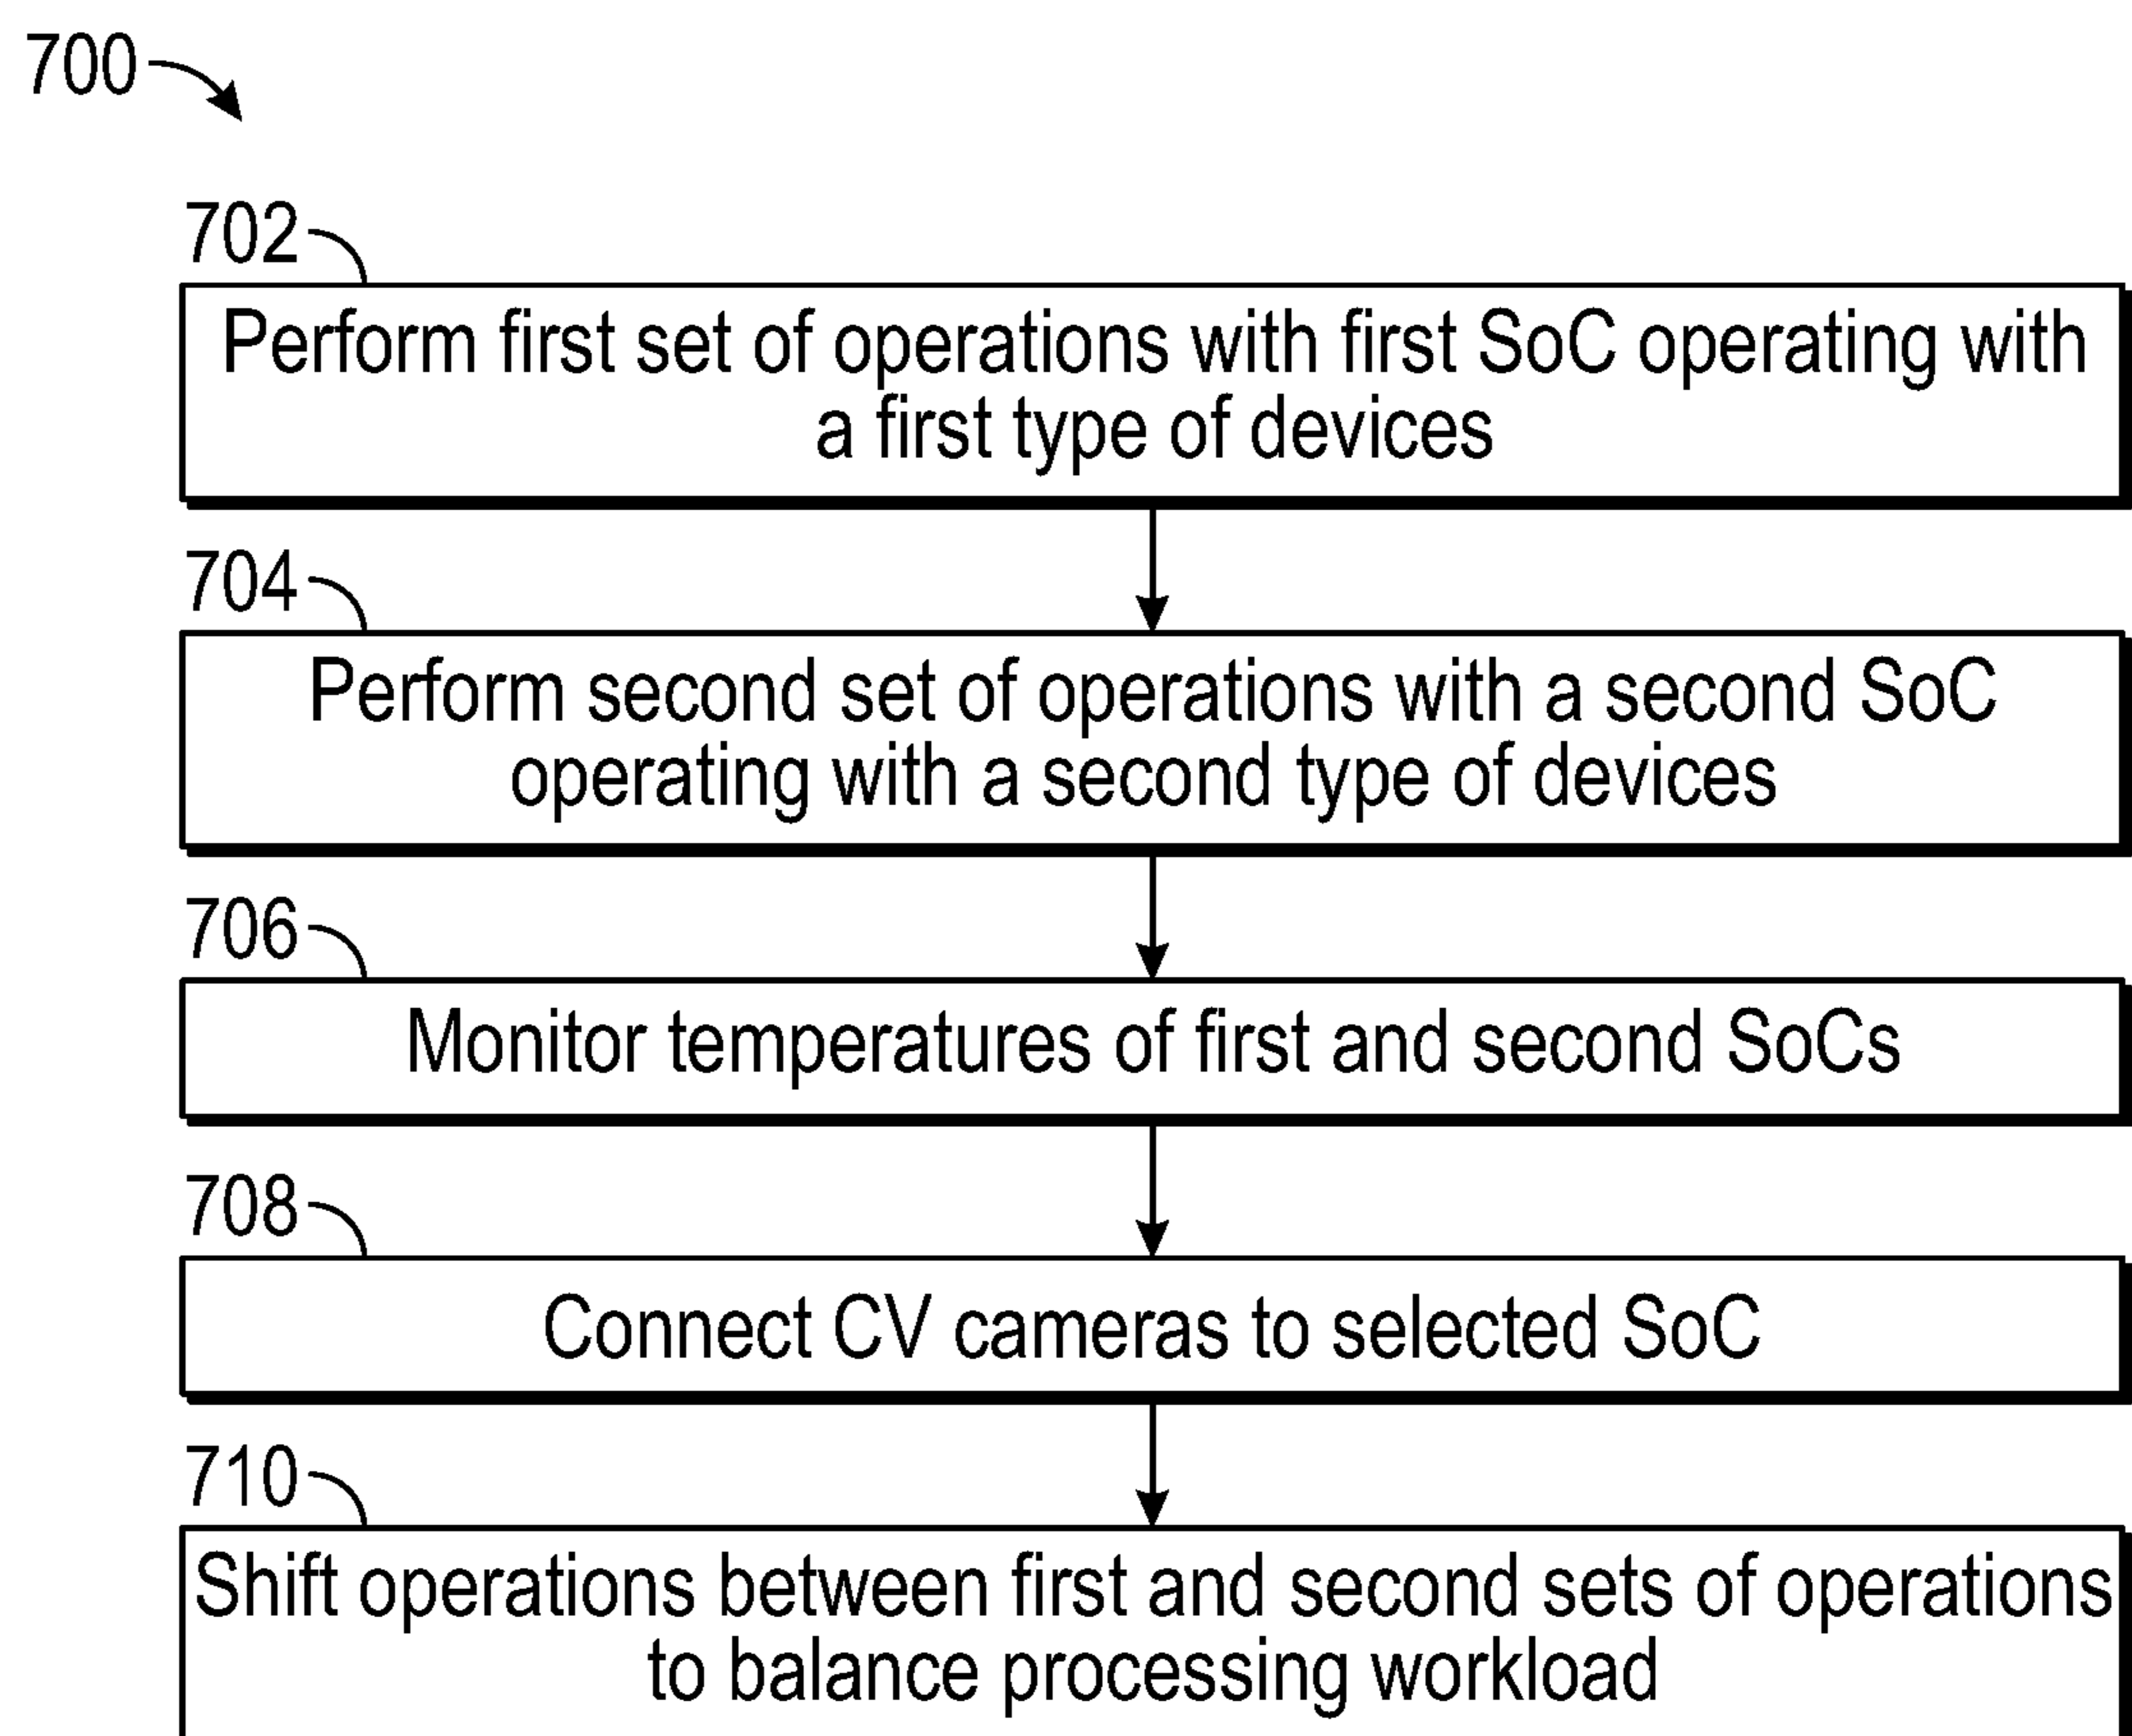 700
702
Perform first set of operations with first SoC operating with
a first type of devices
704
Perform second set of operations with a second SoC
operating with a second type of devices
706
Monitor temperatures of first and second SoCs
708
Connect CV cameras to selected SoC
710
Shift operations between first and second sets of operations
to balance processing workload